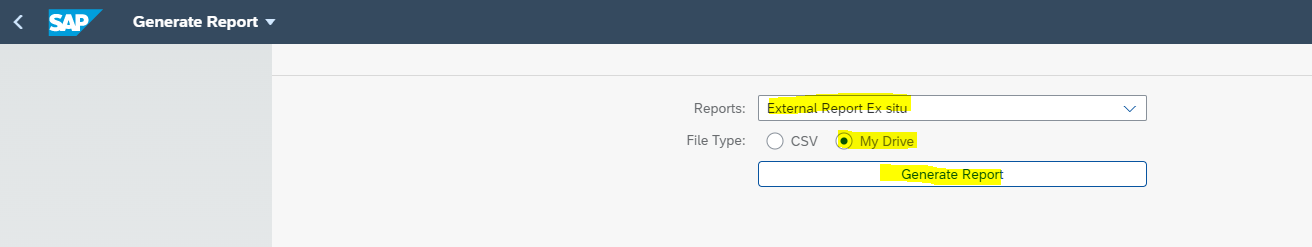 SAP Generate Report
Reports: External Report Ex situ
File Type: CSV My Drive
Generate Report